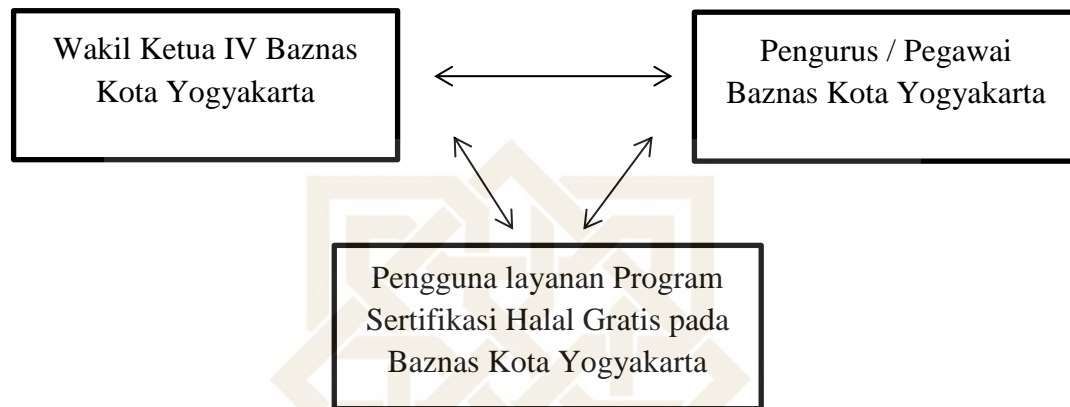 Wakil Ketua IV Baznas
Kota Yogyakarta
Pengurus / Pegawai
Baznas Kota Yogyakarta
Pengguna layanan Program
Sertifikasi Halal Gratis pada
Baznas Kota Yogyakarta